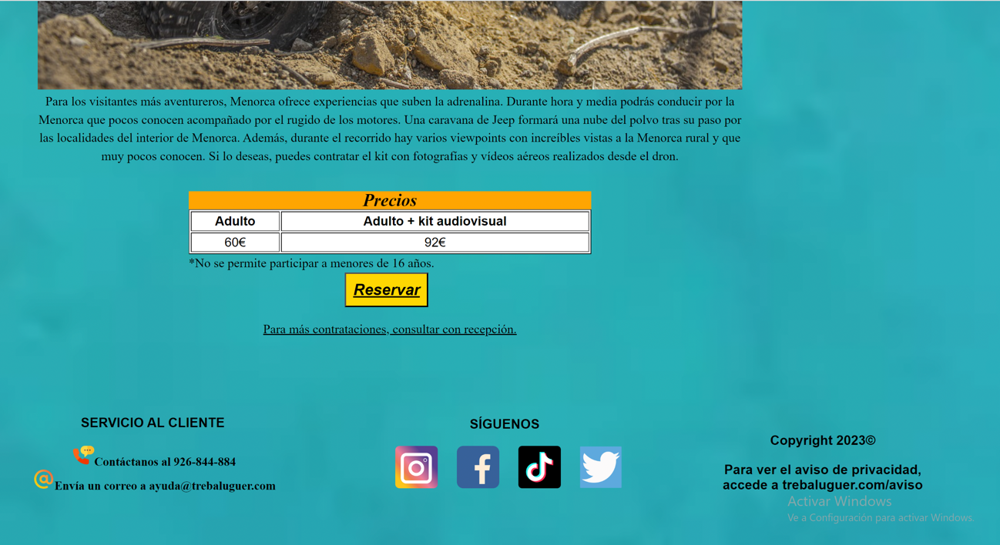 Para los visitantes más aventureros, Menorca ofrece experiencias que suben la adrenalina. Durante hora y media podrás conducir por la
Menorca que pocos conocen acompañado por el rugido de los motores. Una caravana de Jeep formará una nube del polvo tras su paso por
las localidades del interior de Menorca. Además, durante el recorrido hay varios viewpoints con increíbles vistas a la Menorca rural y que
muy pocos conocen. Si lo deseas, puedes contratar el kit con fotografías y vídeos aéreos realizados desde el dron.
Precios
Adulto Adulto + kit audiovisual
60€ 92€
*No se permite participar a menores de 16 años.
Reservar
Para más contrataciones, consultar con recepción.
SERVICIO AL CLIENTE
Contáctanos al 926-844-884
Envía un correo a ayuda@trebaluguer.com
SÍGUENOS
Copyright 2023©
Para ver el aviso de privacidad,
accede a trebaluguer.com/aviso
Activar Windows
Ve a Configuración para activar Windows.